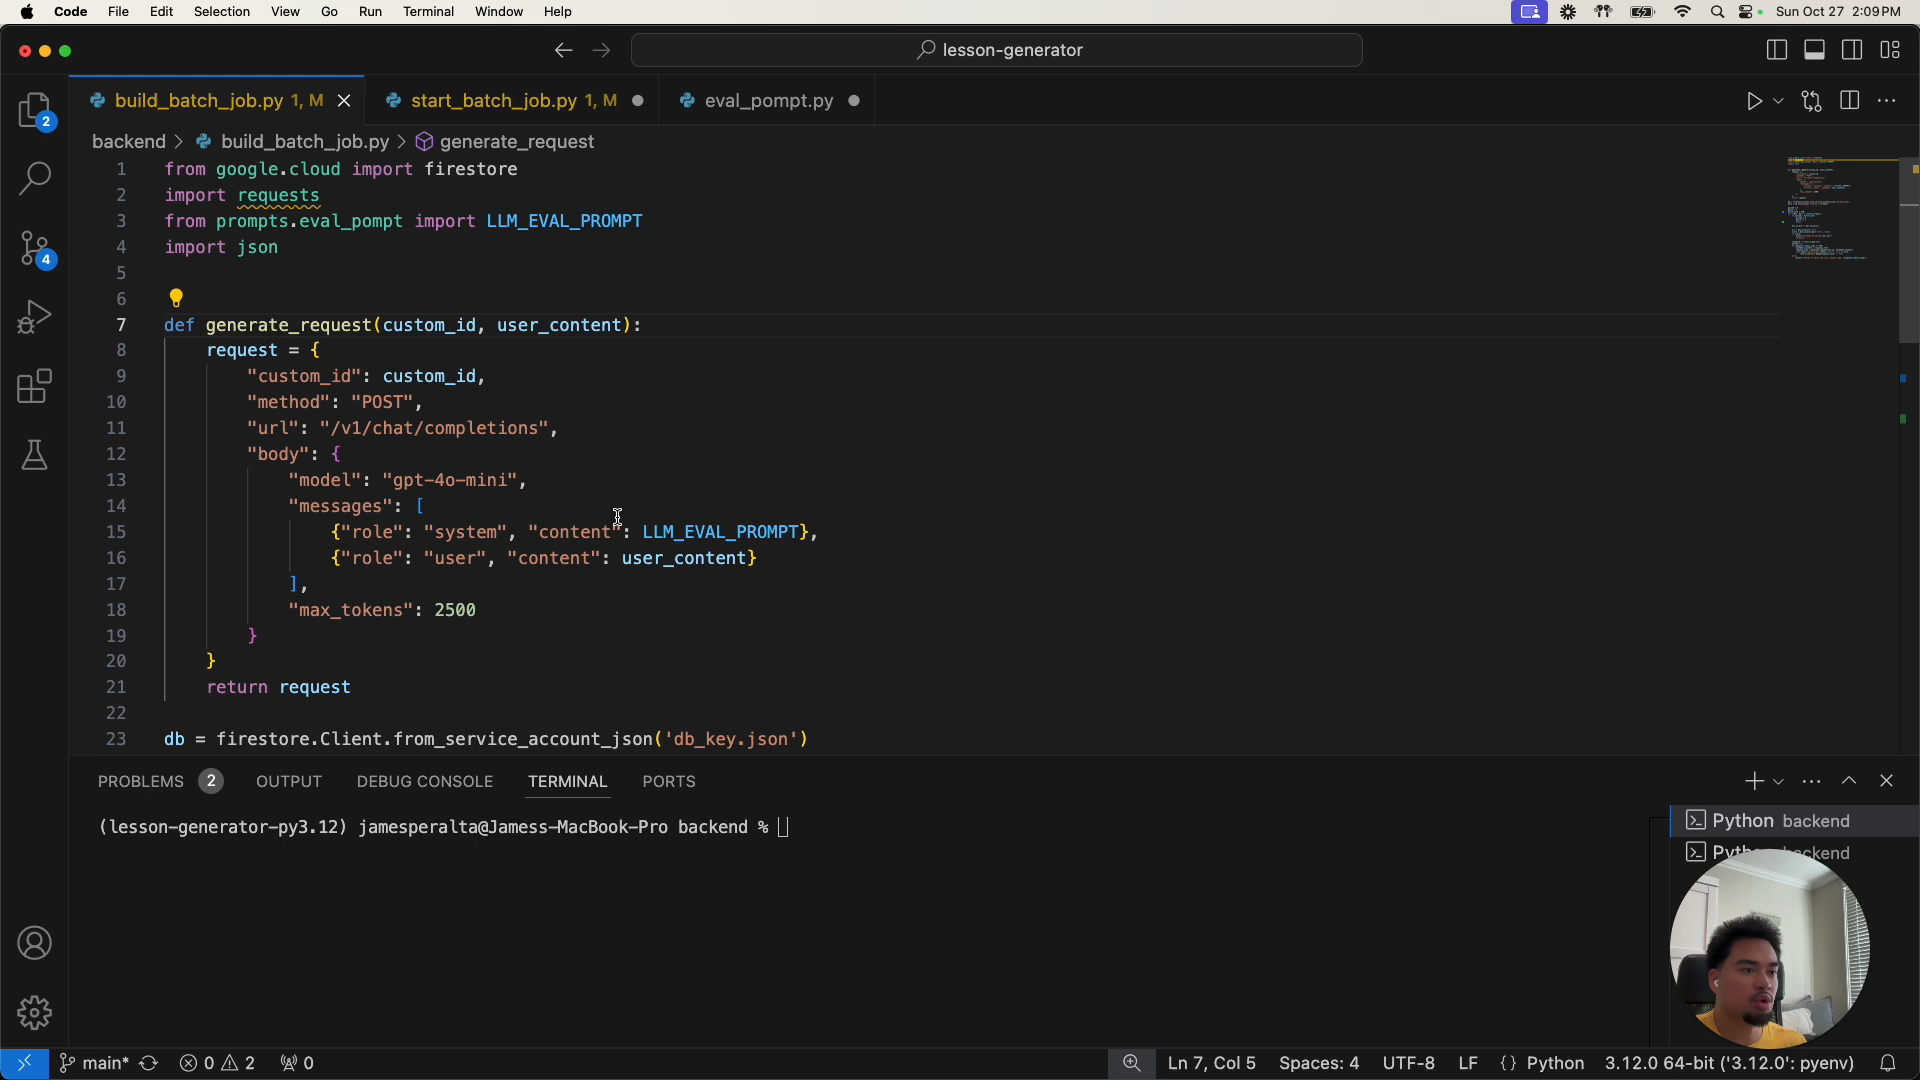 Code File Edit Selection View Go Run Terminal Window Help Sun Oct 27 2:09 PM
lesson-generator
build_batch_job.py 1, M start_batch_job.py 1, M eval_pompt.py
backend > build_batch_job.py > generate_request
1 from google.cloud import firestore
2 import requests
3 from prompts.eval_pompt import LLM_EVAL_PROMPT
4 import json
5
6
7 def generate_request(custom_id, user_content):
8 request = {
9 "custom_id": custom_id,
10 "method": "POST",
11 "url": "/v1/chat/completions",
12 "body": {
13 "model": "gpt-4o-mini",
14 "messages": [
15 {"role": "system", "content": LLM_EVAL_PROMPT},
16 {"role": "user", "content": user_content}
17 ],
18 "max_tokens": 2500
19 }
20 }
21 return request
22
23 db = firestore.Client.from_service_account_json('db_key.json')
2
4
PROBLEMS 2 OUTPUT DEBUG CONSOLE TERMINAL PORTS
(lesson-generator-py3.12) jamesperalta@Jamess-MacBook-Pro backend %
Python backend
main* 0 2 0 Ln 7, Col 5 Spaces: 4 UTF-8 LF {} Python 3.12.0 64-bit ('3.12.0': pyenv)